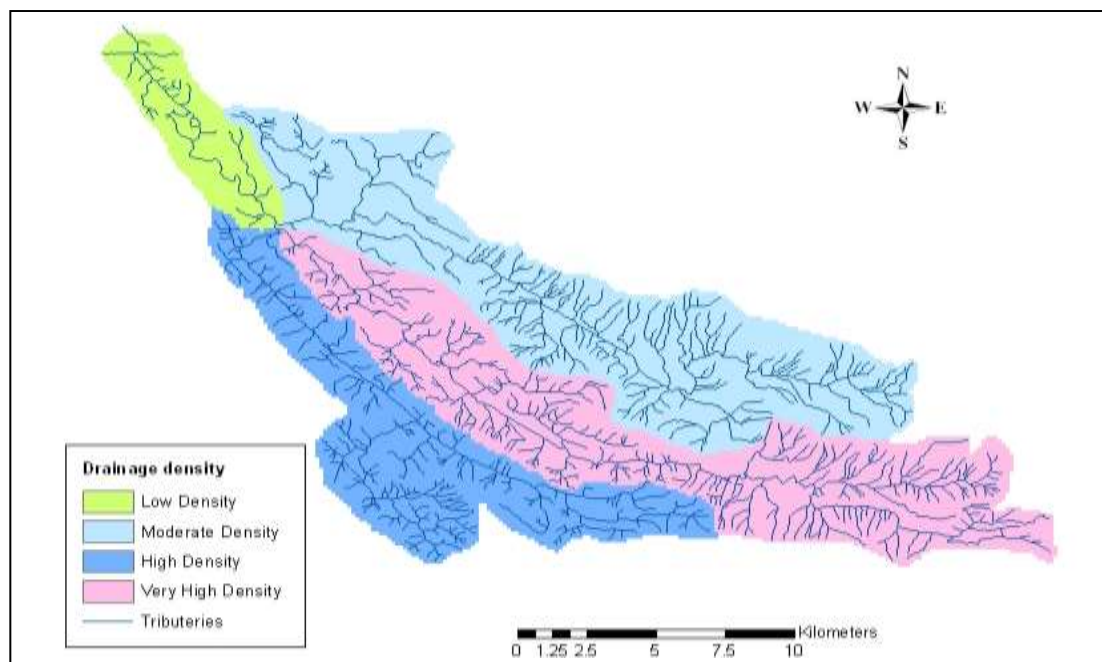 N
W E
S
Drainage density
Low Density
Moderate Density
High Density
Very High Density
Tributeries
Kilometers
0 1.25 2.5 5 7.5 10